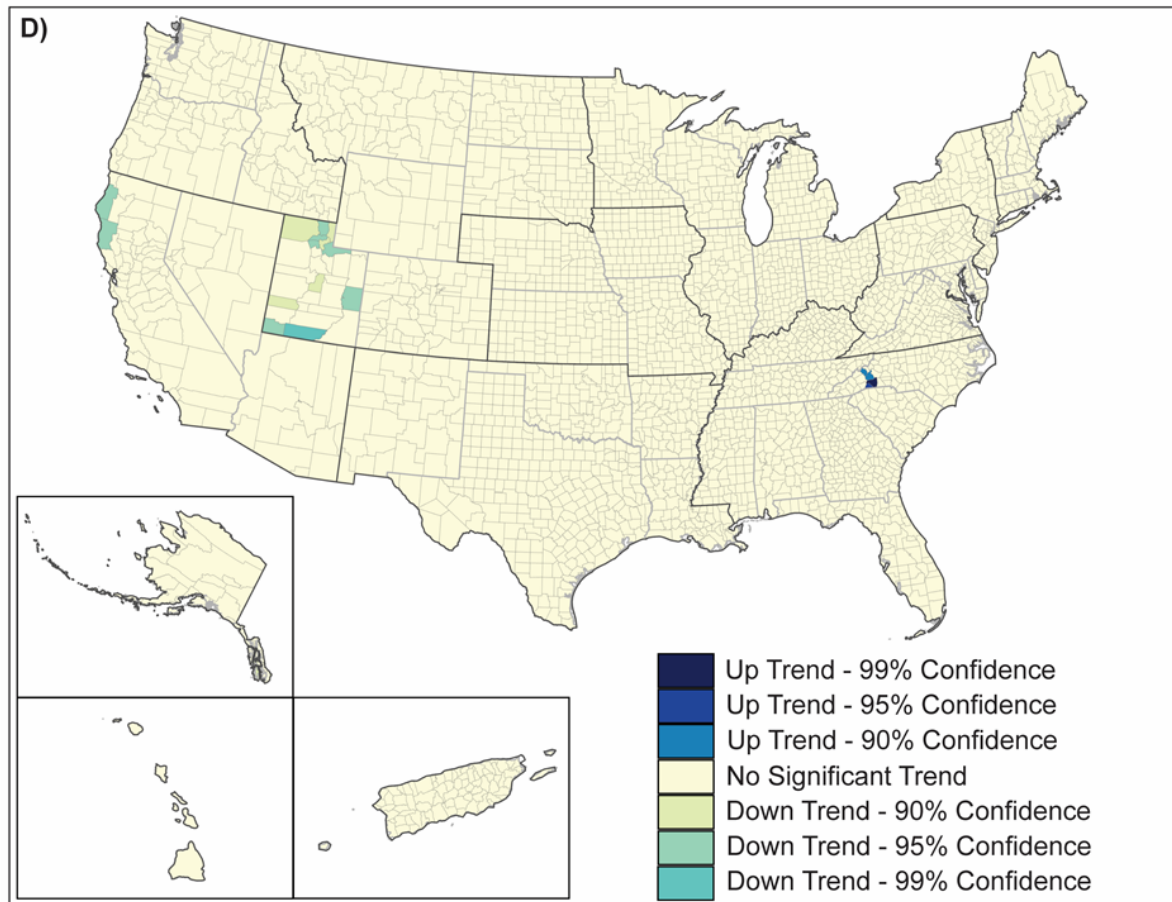 D)
Up Trend - 99% Confidence
Up Trend - 95% Confidence
Up Trend - 90% Confidence
No Significant Trend
Down Trend - 90% Confidence
Down Trend - 95% Confidence
Down Trend - 99% Confidence